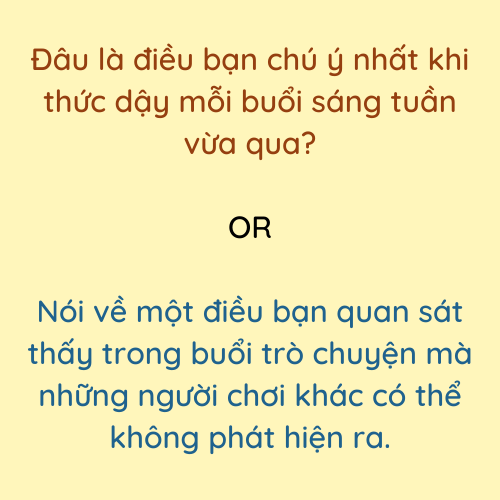 Đâu là điều bạn chú ý nhất khi
thức dậy mỗi buổi sáng tuần
vừa qua?
OR
Nói về một điều bạn quan sát
thấy trong buổi trò chuyện mà
những người chơi khác có thể
không phát hiện ra.